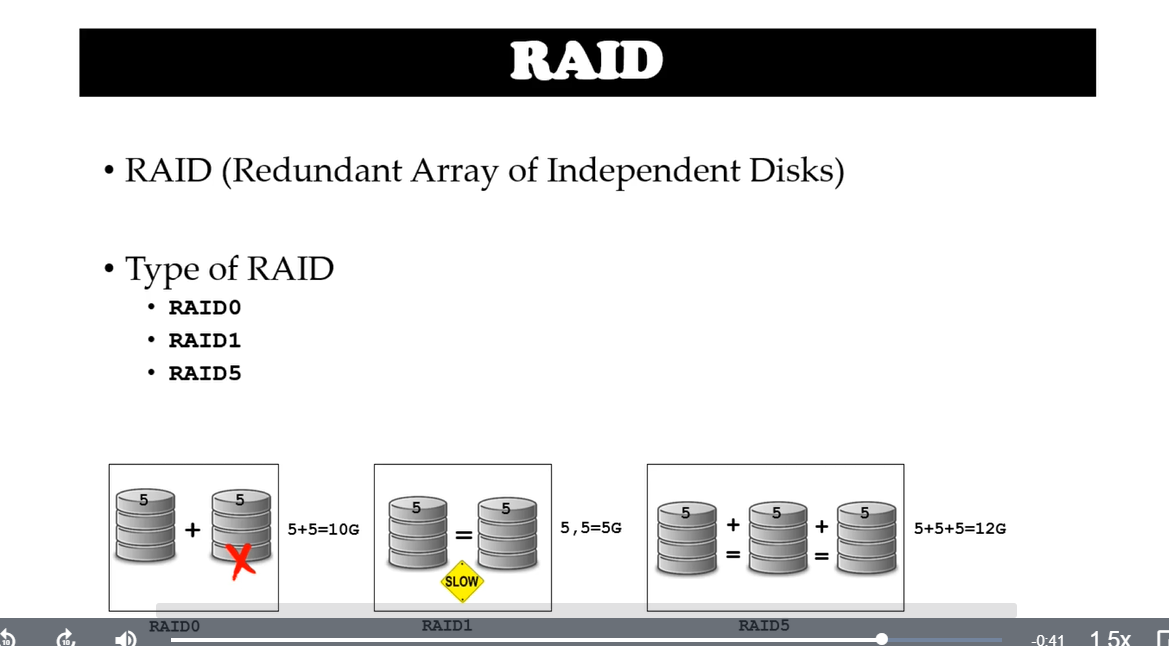 RAID
• RAID (Redundant Array of Independent Disks)
• Type of RAID
• RAID0
• RAID1
• RAID5
5 + 5 5+5=10G
5 = 5 5,5=5G
SLOW
5 + 5 + 5 5+5+5=12G
= =
RAID0 RAID1 RAID5
10 10 -0:41 1.5x